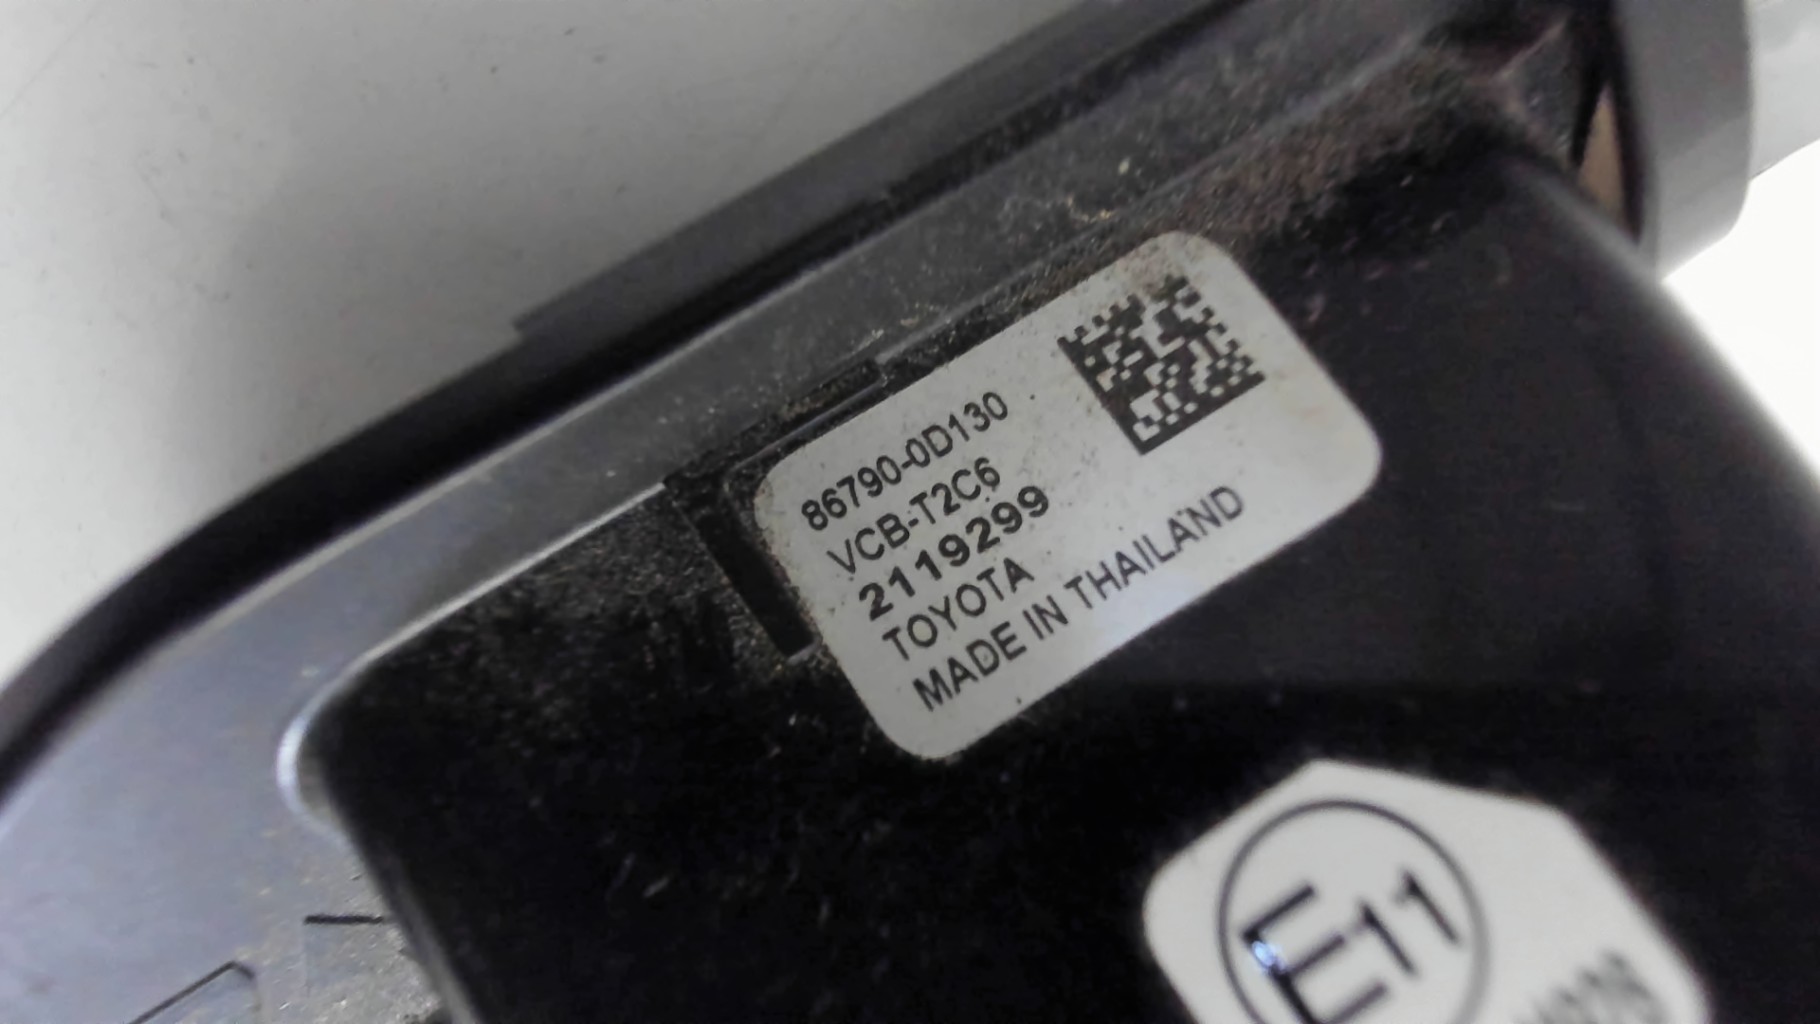 86790-0D130
VCB-T2C6
2119299
TOYOTA
MADE IN THAILAND
E11